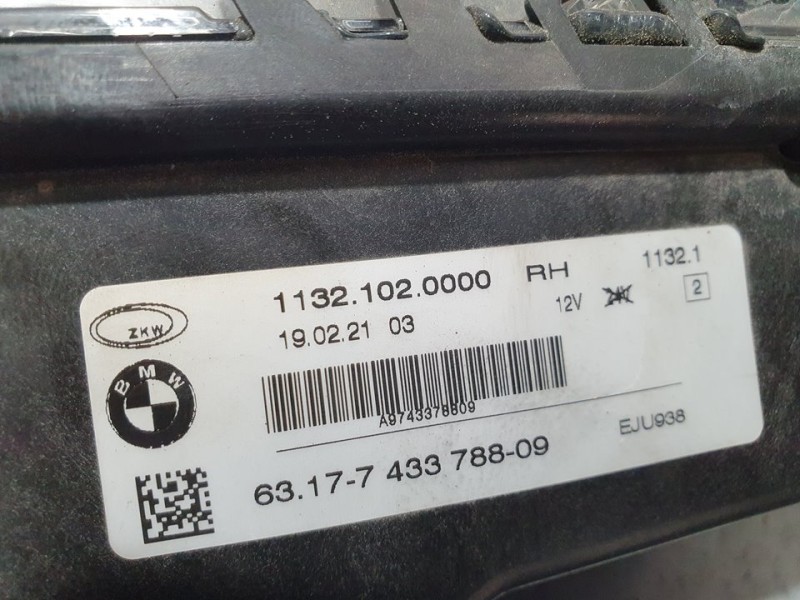 1132.102.0000 RH 1132.1
ZKW
19.02.21 03 12V 24V 2
BMW
A9743378809
63.17-7 433 788-09 EJU938